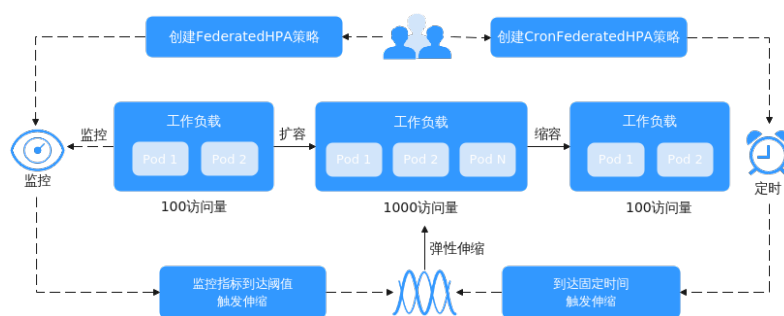 创建FederatedHPA策略
创建CronFederatedHPA策略
工作负载
Pod 1
Pod 2
100访问量
监控
监控
扩容
工作负载
Pod 1
Pod 2
Pod N
1000访问量
缩容
工作负载
Pod 1
Pod 2
100访问量
定时
弹性伸缩
监控指标到达阈值
触发伸缩
到达固定时间
触发伸缩